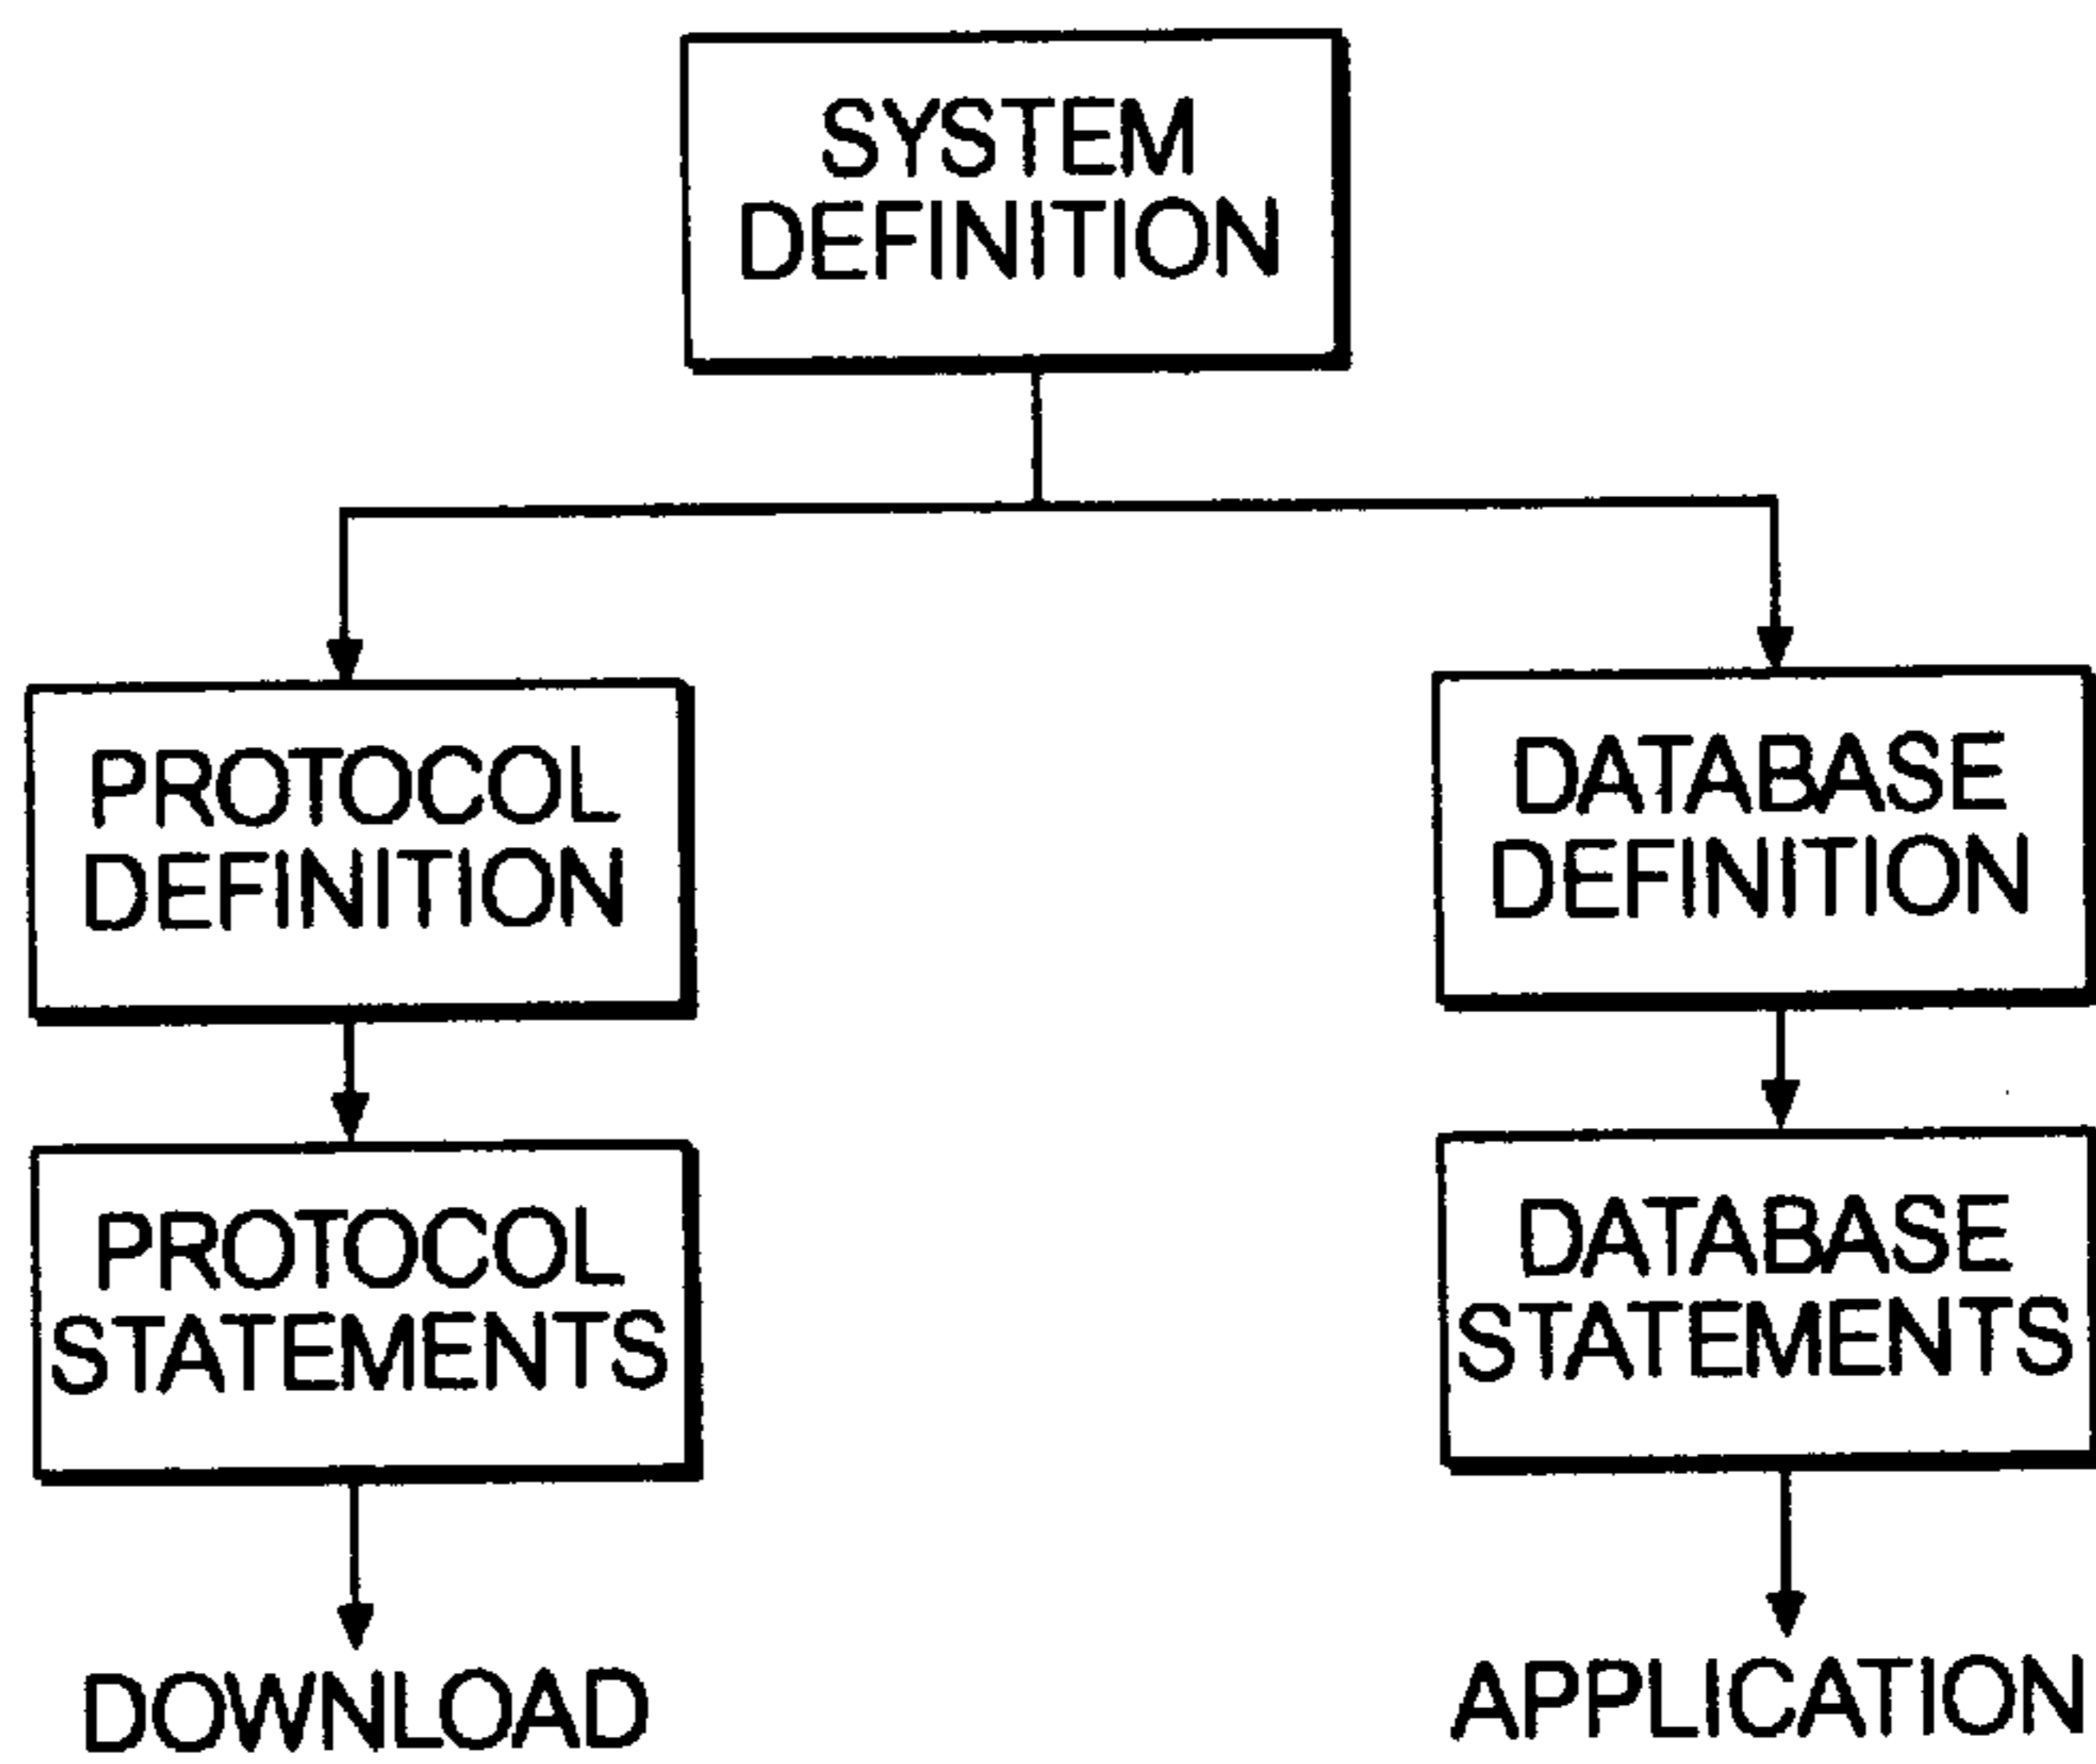 SYSTEM
DEFINITION
PROTOCOL
DEFINITION
DATABASE
DEFINITION
PROTOCOL
STATEMENTS
DATABASE
STATEMENTS
DOWNLOAD
APPLICATION